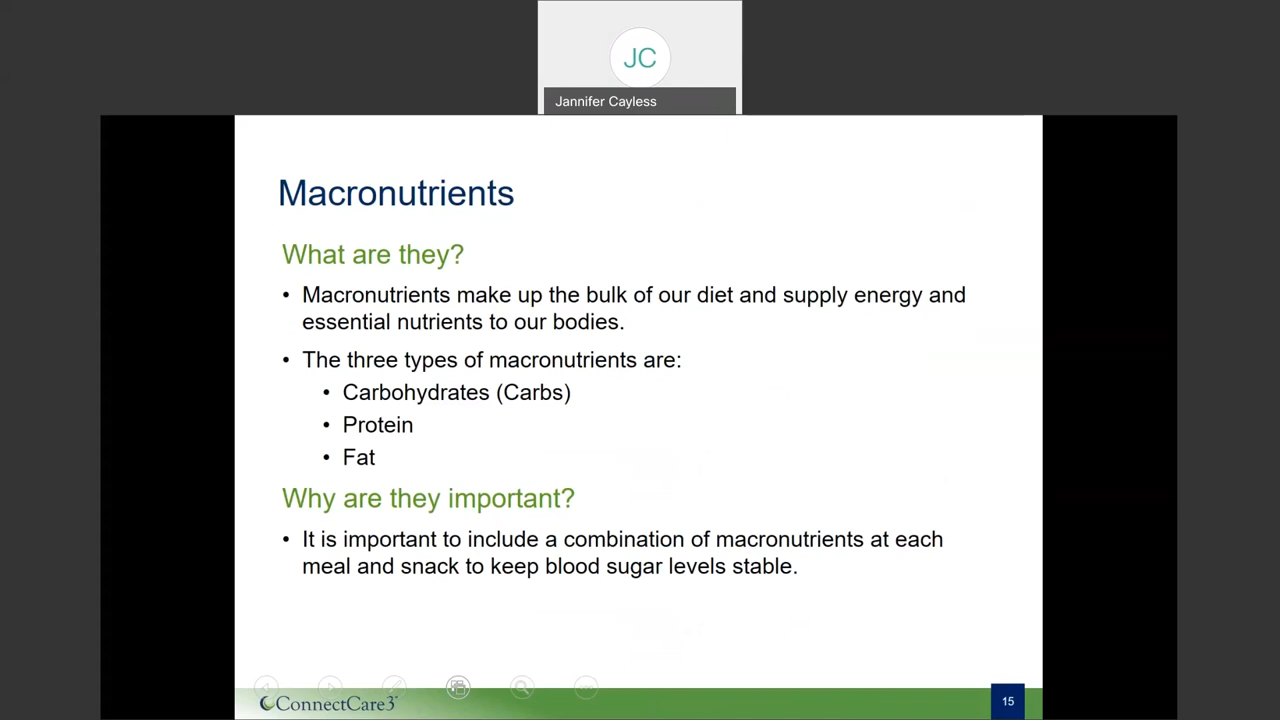 JC
Jannifer Cayless
Macronutrients
What are they?
• Macronutrients make up the bulk of our diet and supply energy and
essential nutrients to our bodies.
• The three types of macronutrients are:
• Carbohydrates (Carbs)
• Protein
• Fat
Why are they important?
• It is important to include a combination of macronutrients at each
meal and snack to keep blood sugar levels stable.
ConnectCare3
15